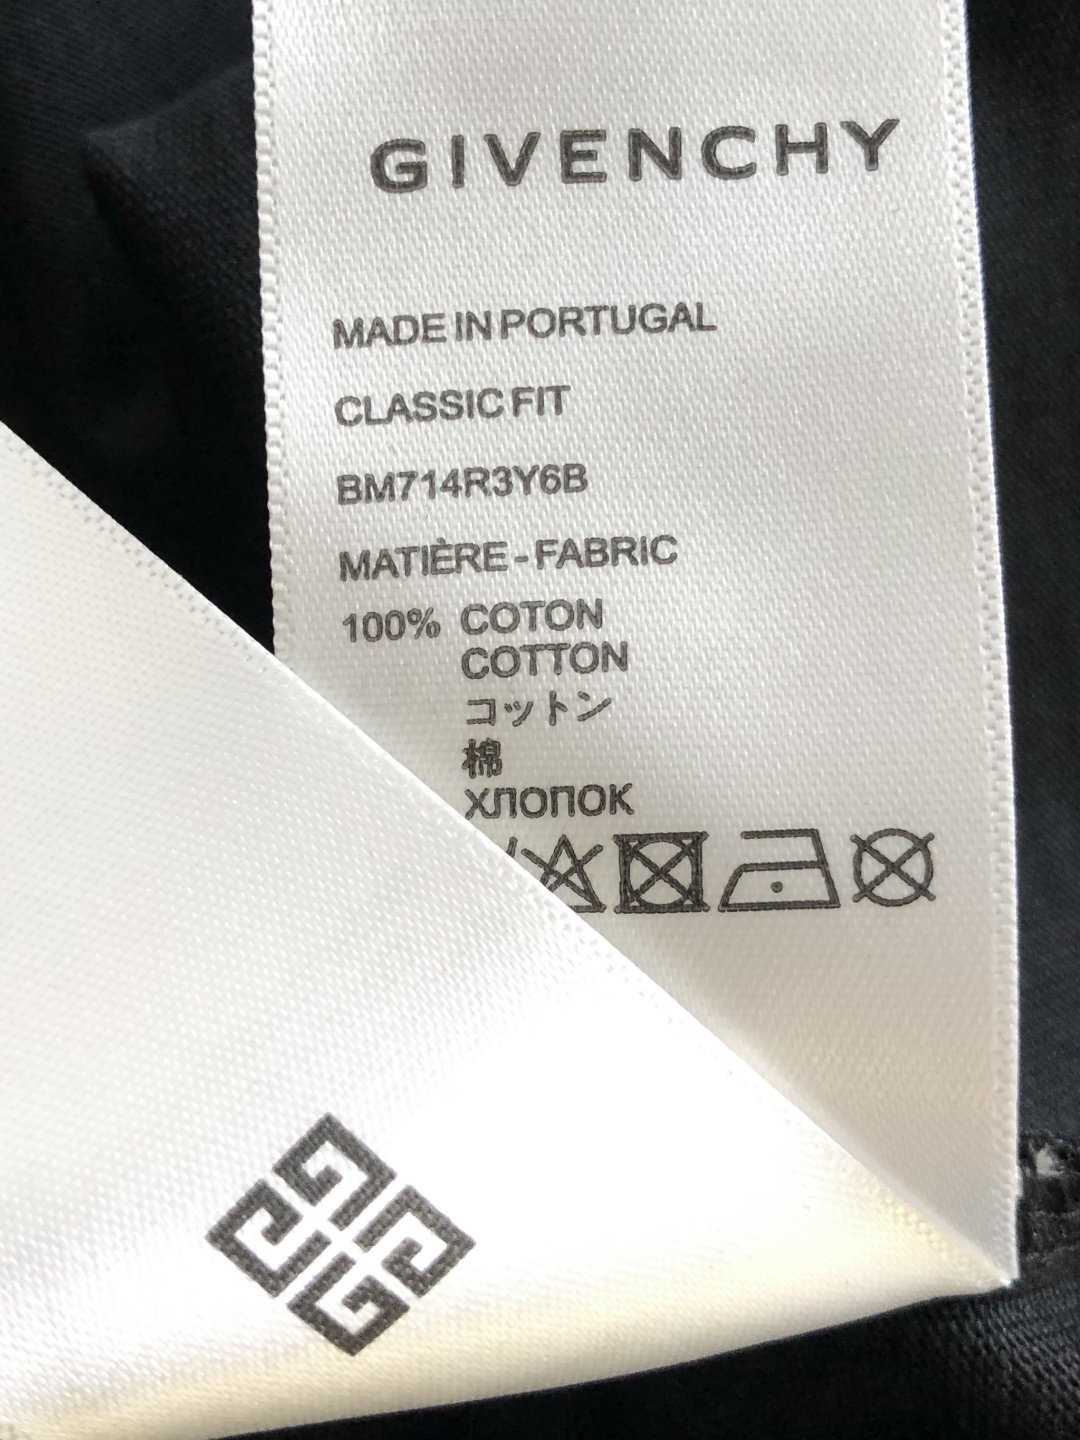 GIVENCHY
MADE IN PORTUGAL
CLASSIC FIT
BM714R3Y6B
MATIÈRE - FABRIC
100% COTON
COTTON
コットン
棉
ХЛОПОК